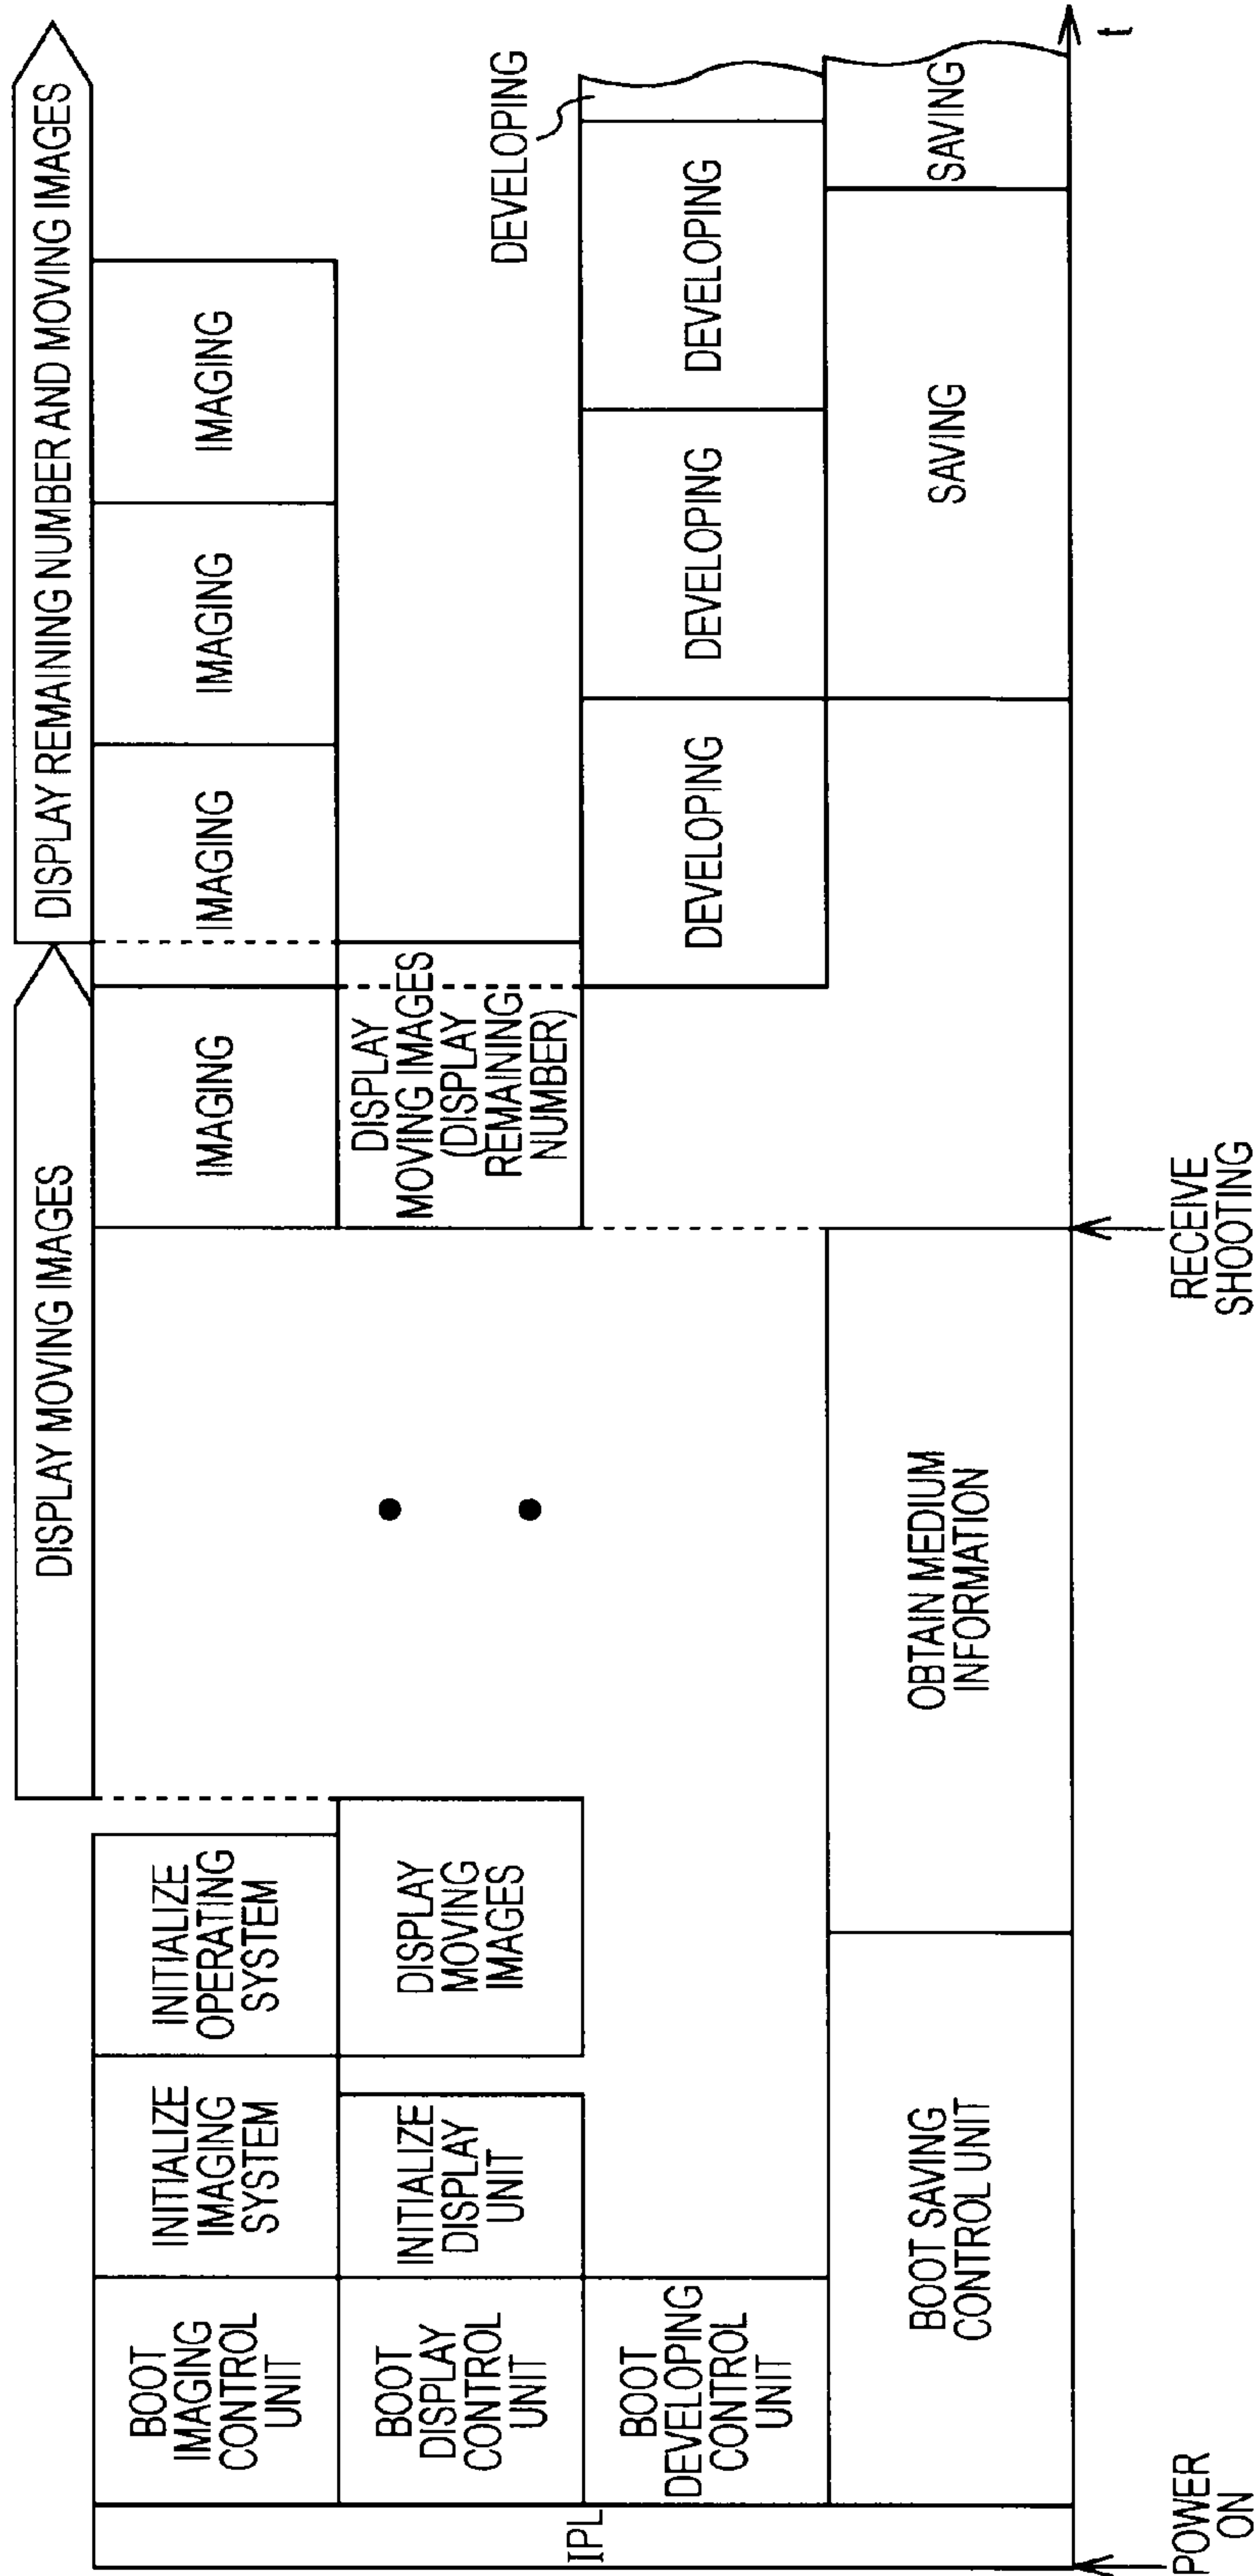 DISPLAY MOVING IMAGES
DISPLAY REMAINING NUMBER AND MOVING IMAGES
IPL
BOOT
IMAGING
CONTROL
UNIT
INITIALIZE
IMAGING
SYSTEM
INITIALIZE
OPERATING
SYSTEM
IMAGING
IMAGING
IMAGING
IMAGING
BOOT
DISPLAY
CONTROL
UNIT
INITIALIZE
DISPLAY
UNIT
DISPLAY
MOVING
IMAGES
DISPLAY
MOVING IMAGES
(DISPLAY
REMAINING
NUMBER)
DEVELOPING
BOOT
DEVELOPING
CONTROL
UNIT
DEVELOPING
DEVELOPING
DEVELOPING
BOOT SAVING
CONTROL UNIT
OBTAIN MEDIUM
INFORMATION
SAVING
SAVING
t
POWER
ON
RECEIVE
SHOOTING